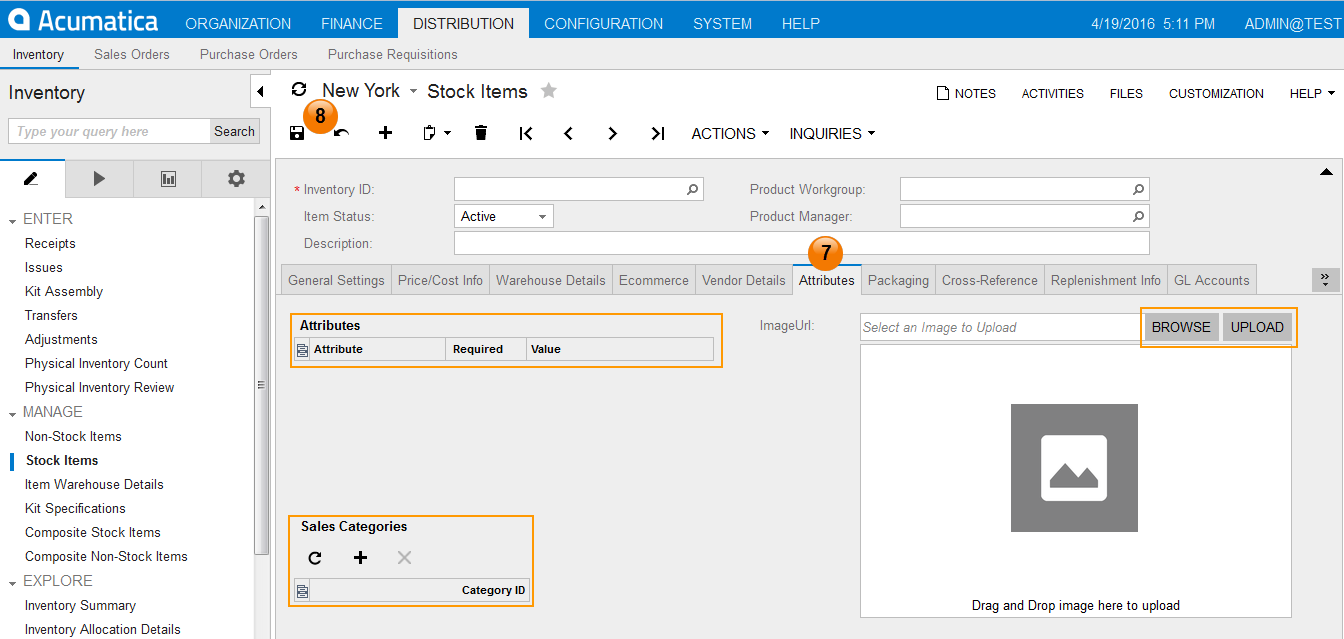 Acumatica ORGANIZATION FINANCE DISTRIBUTION CONFIGURATION SYSTEM HELP 4/19/2016 5:11 PM ADMIN@TEST
Inventory Sales Orders Purchase Orders Purchase Requisitions
Inventory
New York Stock Items
NOTES ACTIVITIES FILES CUSTOMIZATION HELP
8
Type your query here Search
ACTIONS INQUIRIES
ENTER
Receipts
Issues
Kit Assembly
Transfers
Adjustments
Physical Inventory Count
Physical Inventory Review
MANAGE
Non-Stock Items
Stock Items
Item Warehouse Details
Kit Specifications
Composite Stock Items
Composite Non-Stock Items
EXPLORE
Inventory Summary
Inventory Allocation Details
* Inventory ID: Product Workgroup:
Item Status: Active Product Manager:
Description:
7
General Settings Price/Cost Info Warehouse Details Ecommerce Vendor Details Attributes Packaging Cross-Reference Replenishment Info GL Accounts
Attributes
Attribute Required Value
ImageUrl: Select an Image to Upload BROWSE UPLOAD
Drag and Drop image here to upload
Sales Categories
Category ID